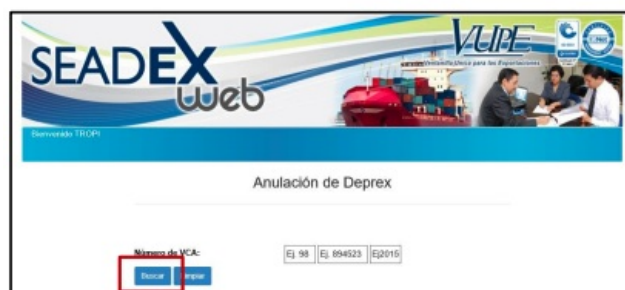 SEADEX
web
VUPE
Ventanilla Única para las Exportaciones
Bienvenido TROPI
Anulación de Deprex
Número de VCA:
Ej. 98 Ej. 894523 Ej2015
Buscar Limpiar